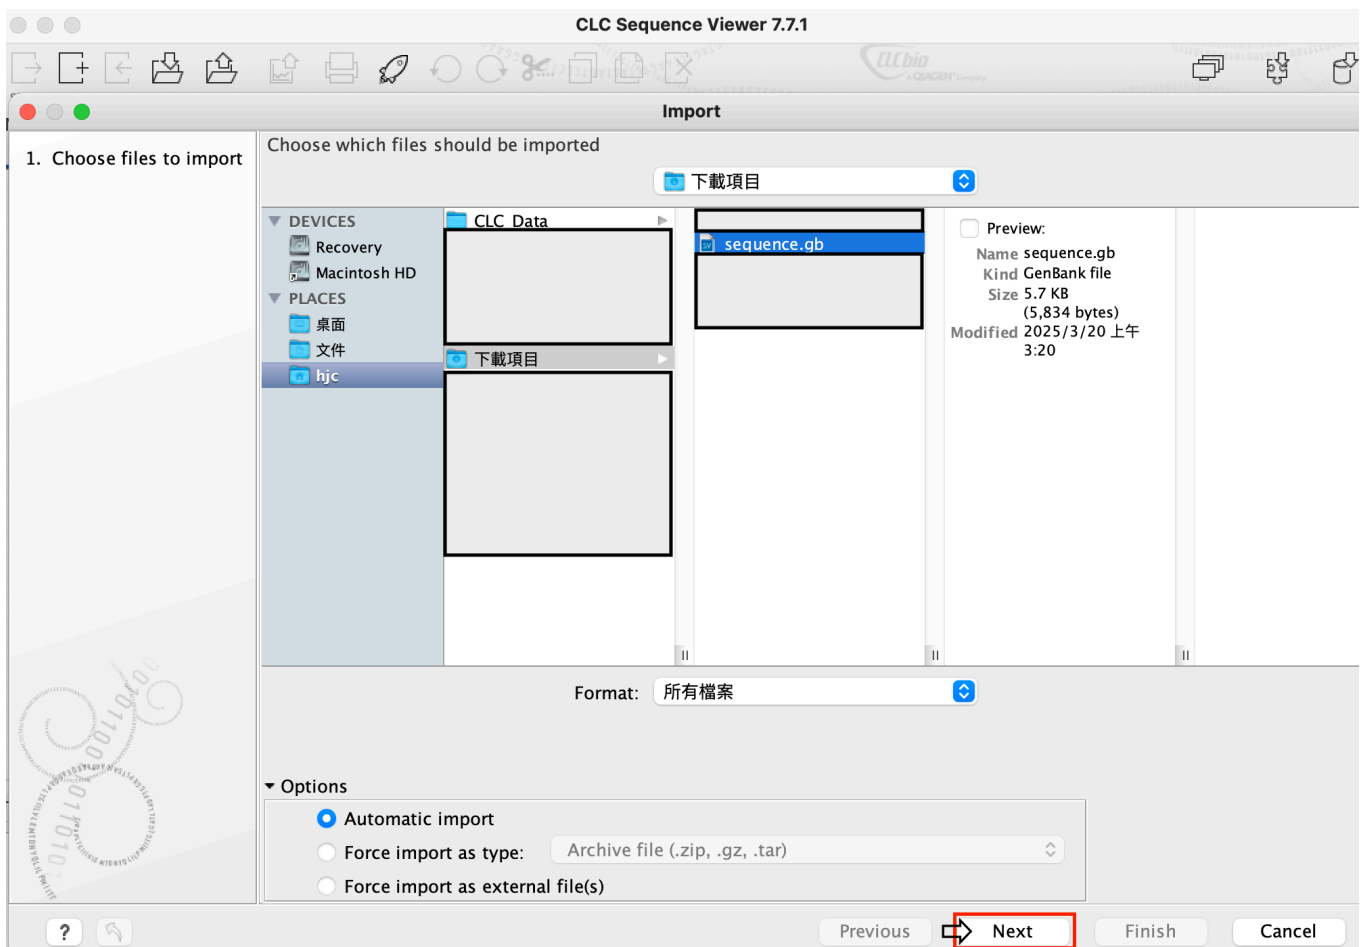 CLC Sequence Viewer 7.7.1
CLC bio
A QIAGEN Company
Import
1. Choose files to import
Choose which files should be imported
下載項目
DEVICES
Recovery
Macintosh HD
PLACES
桌面
文件
hjc
CLC_Data
下載項目
sequence.gb
Preview:
Name sequence.gb
Kind GenBank file
Size 5.7 KB
(5,834 bytes)
Modified 2025/3/20 上午
3:20
Format: 所有檔案
Options
Automatic import
Force import as type: Archive file (.zip, .gz, .tar)
Force import as external file(s)
? Previous Next Finish Cancel